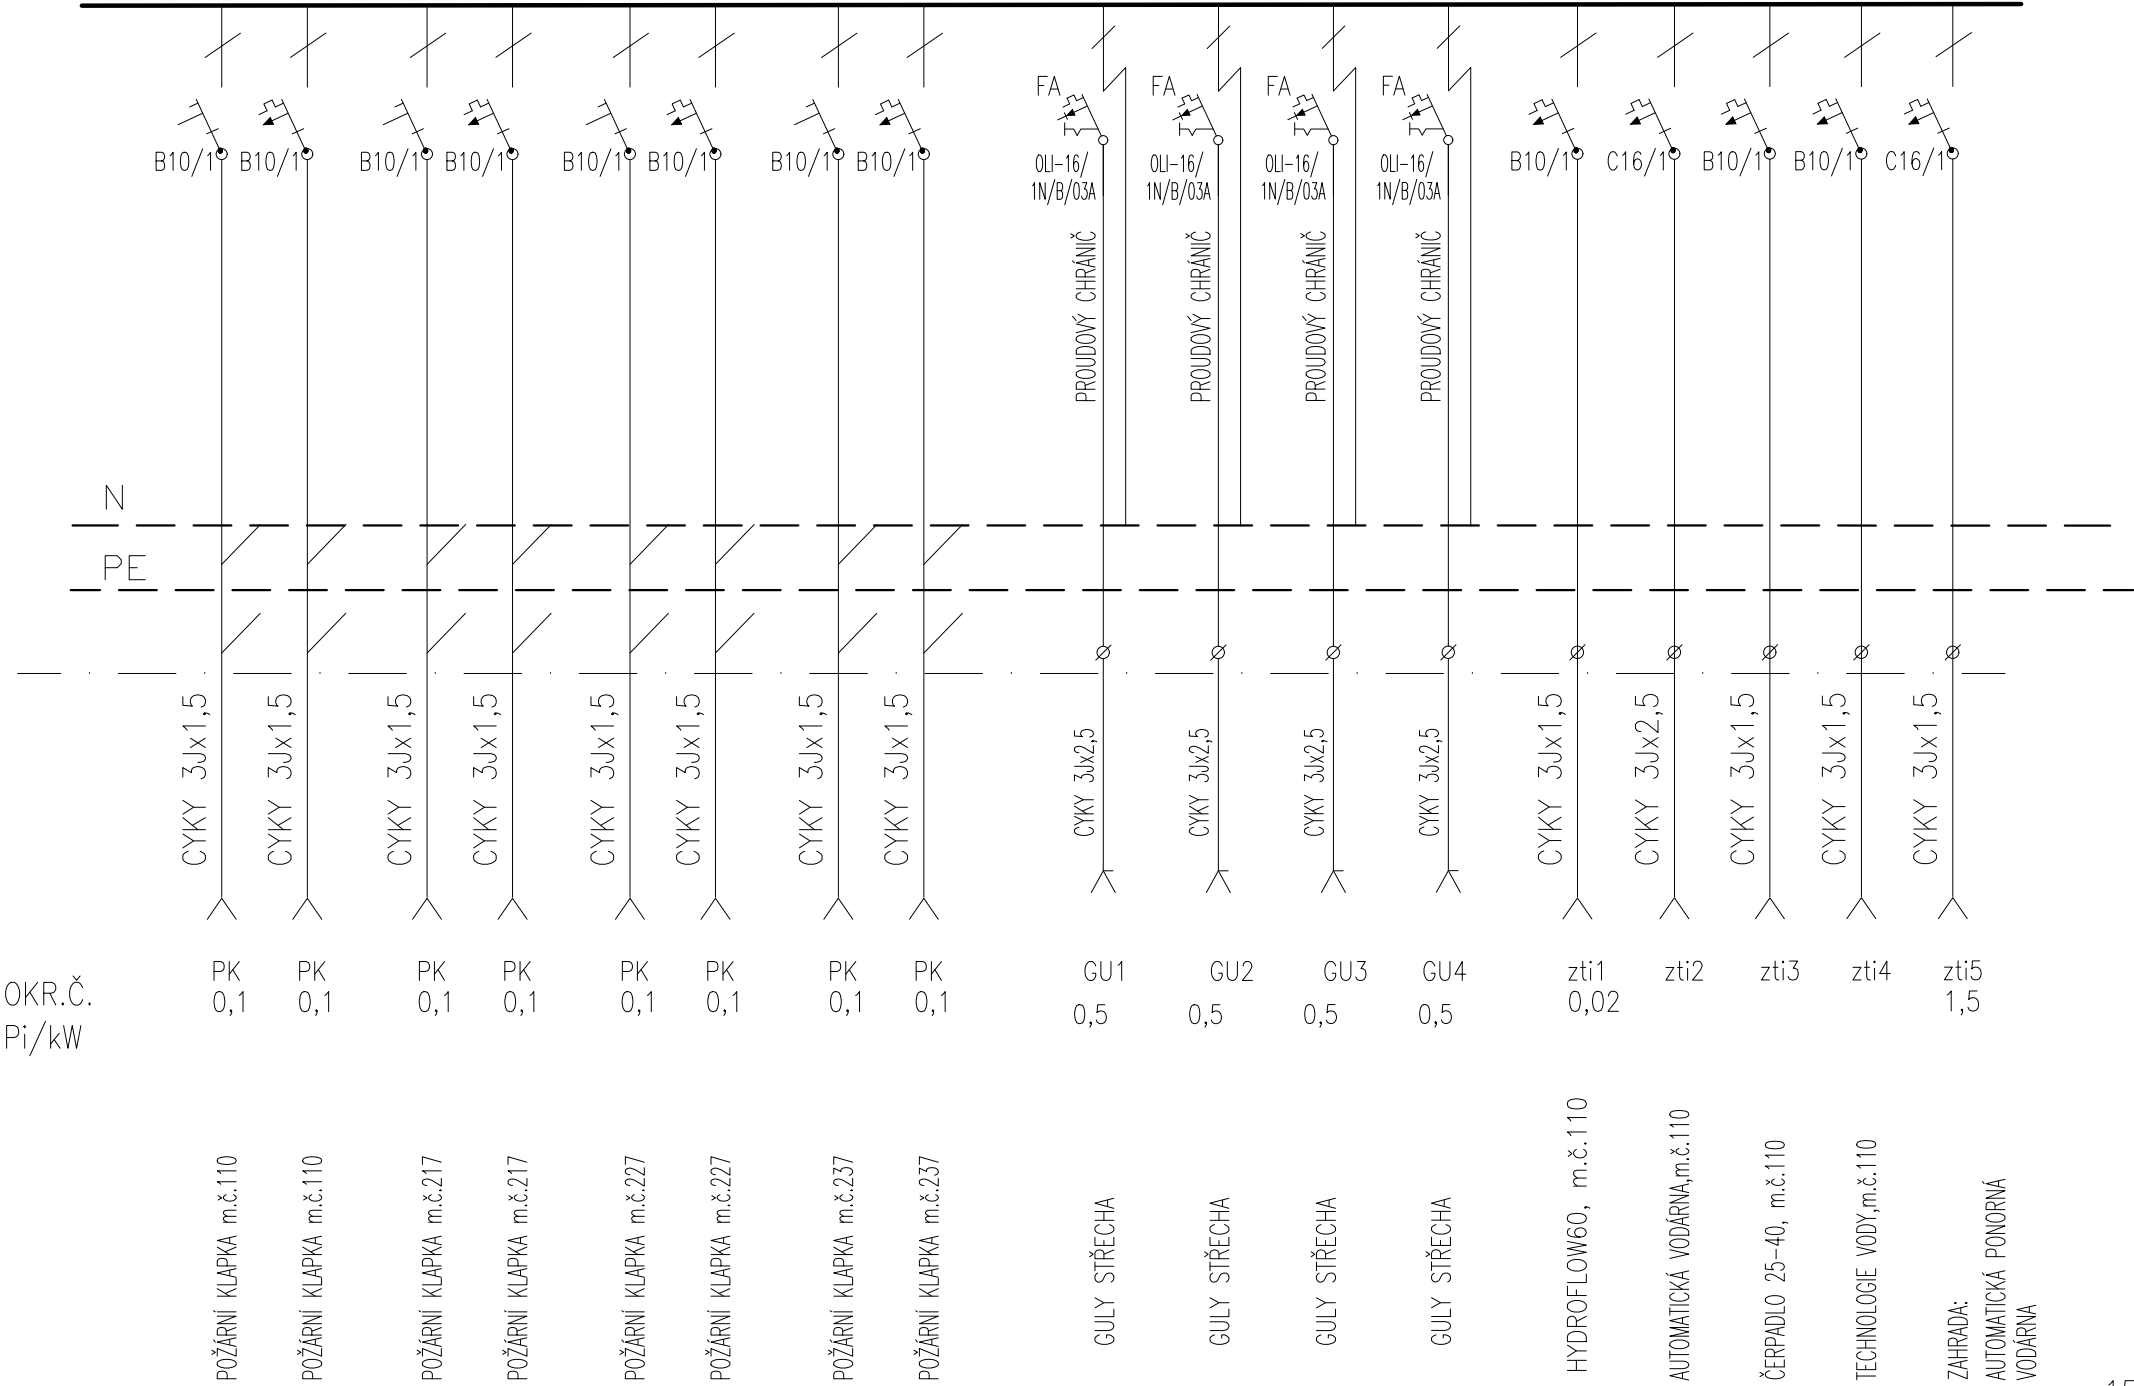 FA FA FA FA
B10/1 B10/1 B10/1 B10/1 B10/1 B10/1 B10/1 B10/1 OLI-16/ OLI-16/ OLI-16/ OLI-16/ B10/1 C16/1 B10/1 B10/1 C16/1
1N/B/03A 1N/B/03A 1N/B/03A 1N/B/03A
PROUDOVÝ CHRÁNIČ
PROUDOVÝ CHRÁNIČ
PROUDOVÝ CHRÁNIČ
PROUDOVÝ CHRÁNIČ
N
PE
CYKY 3Jx1,5
CYKY 3Jx1,5
CYKY 3Jx1,5
CYKY 3Jx1,5
CYKY 3Jx1,5
CYKY 3Jx1,5
CYKY 3Jx1,5
CYKY 3Jx1,5
CYKY 3Jx2,5
CYKY 3Jx2,5
CYKY 3Jx2,5
CYKY 3Jx2,5
CYKY 3Jx1,5
CYKY 3Jx2,5
CYKY 3Jx1,5
CYKY 3Jx1,5
CYKY 3Jx1,5
PK PK PK PK PK PK PK PK GU1 GU2 GU3 GU4 zti1 zti2 zti3 zti4 zti5
OKR.Č.
0,1 0,1 0,1 0,1 0,1 0,1 0,1 0,1 0,5 0,5 0,5 0,5 0,02 1,5
Pi/kW
POŽÁRNÍ KLAPKA m.č.110
POŽÁRNÍ KLAPKA m.č.110
POŽÁRNÍ KLAPKA m.č.217
POŽÁRNÍ KLAPKA m.č.217
POŽÁRNÍ KLAPKA m.č.227
POŽÁRNÍ KLAPKA m.č.227
POŽÁRNÍ KLAPKA m.č.237
POŽÁRNÍ KLAPKA m.č.237
GULY STŘECHA
GULY STŘECHA
GULY STŘECHA
GULY STŘECHA
HYDROFLOW60, m.č.110
AUTOMATICKÁ VODÁRNA,m.č.110
ČERPADLO 25-40, m.č.110
TECHNOLOGIE VODY,m.č.110
ZAHRADA:
AUTOMATICKÁ PONORNÁ
VODÁRNA